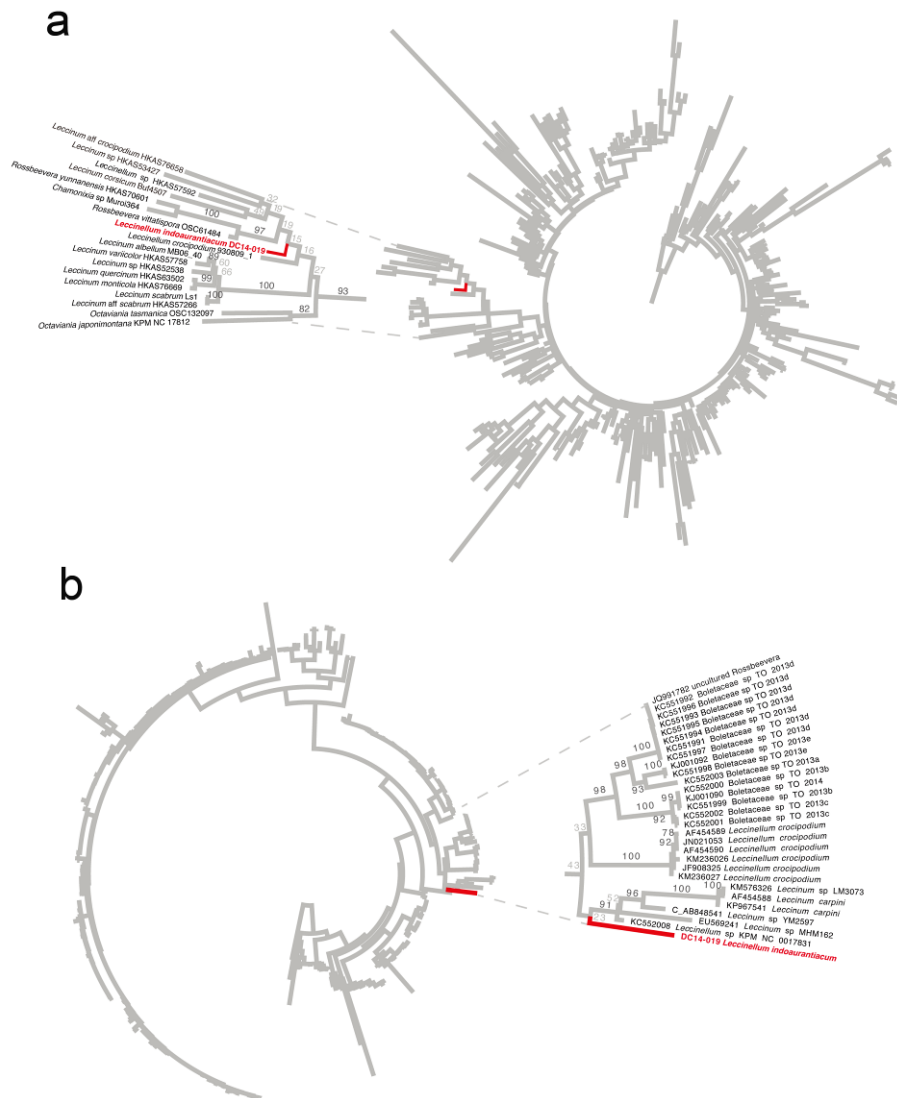 a
Leccinum aff crocipodium HKAS76658
Leccinum sp HKAS53427
Leccinellum sp HKAS57592
Leccinum corsicum Buf4507
Rossbeevera yunnanensis HKAS70601
Chamonixia sp Muroi364
Rossbeevera vittatispora OSC61484
Leccinellum indoaurantiacum DC14-019
Leccinellum crocipodium 930809_1
Leccinum albellum MB06_40
Leccinum variicolor HKAS57758
Leccinum sp HKAS52538
Leccinum quercinum HKAS63502
Leccinum monticola HKAS76669
Leccinum scabrum Ls1
Leccinum aff scabrum HKAS57266
Octaviania tasmanica OSC132097
Octaviania japonimontana KPM NC 17812
32
19
100
97
15
16
27
89
60
66
99
100
100
93
82
b
JQ991782 uncultured Rossbeevera
KC551992 Boletaceae sp TO 2013d
KC551996 Boletaceae sp TO 2013d
KC551993 Boletaceae sp TO 2013d
KC551995 Boletaceae sp TO 2013d
KC551994 Boletaceae sp TO 2013d
KC551991 Boletaceae sp TO 2013d
KC551997 Boletaceae sp TO 2013d
KJ001092 Boletaceae sp TO 2013e
KC551998 Boletaceae sp TO 2013e
KC552003 Boletaceae sp TO 2013a
KC552000 Boletaceae sp TO 2013b
KJ001090 Boletaceae sp TO 2014
KC551999 Boletaceae sp TO 2013b
KC552002 Boletaceae sp TO 2013c
KC552001 Boletaceae sp TO 2013c
AF454589 Leccinellum crocipodium
JN021053 Leccinellum crocipodium
AF454590 Leccinellum crocipodium
KM236026 Leccinellum crocipodium
JF908325 Leccinellum crocipodium
KM236027 Leccinellum crocipodium
KM576326 Leccinum sp LM3073
AF454588 Leccinum carpini
KP967541 Leccinum carpini
C_AB848541 Leccinum sp YM2597
EU569241 Leccinum sp MHM162
KC552008 Leccinellum sp KPM NC 0017831
DC14-019 Leccinellum indoaurantiacum
100
98
100
98
93
99
100
92
78
92
33
100
43
100
100
96
52
91
23